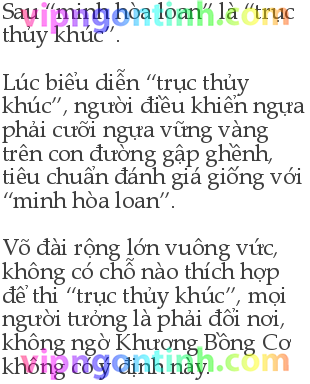 Sau “minh hòa loan” là “trục
thủy khúc”.
Lúc biểu diễn “trục thủy
khúc”, người điều khiển ngựa
phải cưỡi ngựa vững vàng
trên con đường gập ghềnh,
tiêu chuẩn đánh giá giống với
“minh hòa loan”.
Võ đài rộng lớn vuông vức,
không có chỗ nào thích hợp
để thi “trục thủy khúc”, mọi
người tưởng là phải đổi nơi,
không ngờ Khương Bồng Cơ
không có ý định này.
vipngontinh.com
vipngontinh.com